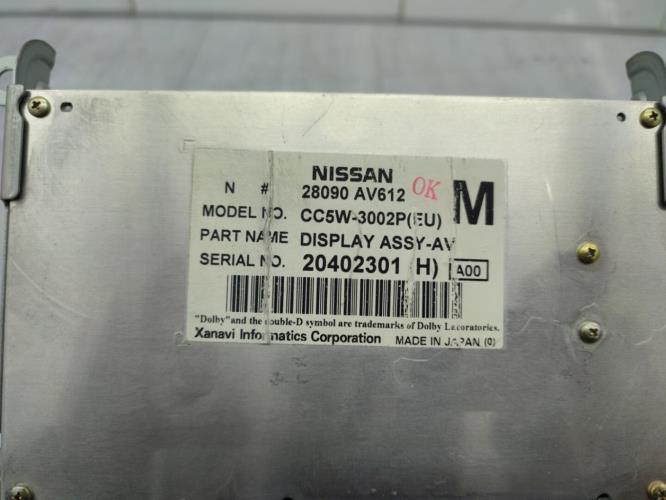 NISSAN
N # 28090 AV612 OK M
MODEL NO. CC5W-3002P(EU)
PART NAME DISPLAY ASSY-AV
SERIAL NO. 20402301 (H) A00
"Dolby" and the double-D symbol are trademarks of Dolby Laboratories.
Xanavi Informatics Corporation MADE IN JAPAN (0)